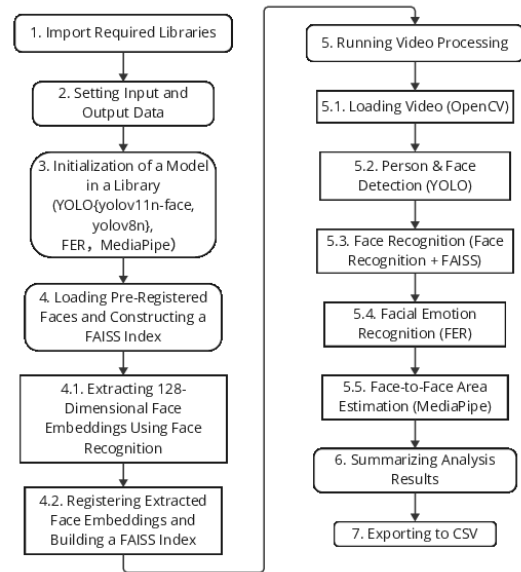 1. Import Required Libraries
2. Setting Input and
Output Data
3. Initialization of a Model
in a Library
(YOLO{yolov11n-face,
yolov8n},
FER，MediaPipe)
4. Loading Pre-Registered
Faces and Constructing a
FAISS Index
4.1. Extracting 128-
Dimensional Face
Embeddings Using Face
Recognition
4.2. Registering Extracted
Face Embeddings and
Building a FAISS Index
5. Running Video Processing
5.1. Loading Video (OpenCV)
5.2. Person & Face
Detection (YOLO)
5.3. Face Recognition (Face
Recognition + FAISS)
5.4. Facial Emotion
Recognition (FER)
5.5. Face-to-Face Area
Estimation (MediaPipe)
6. Summarizing Analysis
Results
7. Exporting to CSV